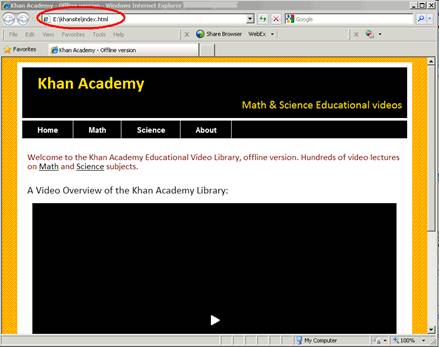 Khan Academy - Offline version - Windows Internet Explorer
E:\khansite\index.html
Google
File Edit View Favorites Tools Help
Share Browser WebEx
Favorites
Khan Academy - Offline version
Khan Academy
Math & Science Educational videos
Home Math Science About
Welcome to the Khan Academy Educational Video Library, offline version. Hundreds of video lectures
on Math and Science subjects.
A Video Overview of the Khan Academy Library:
My Computer
100%